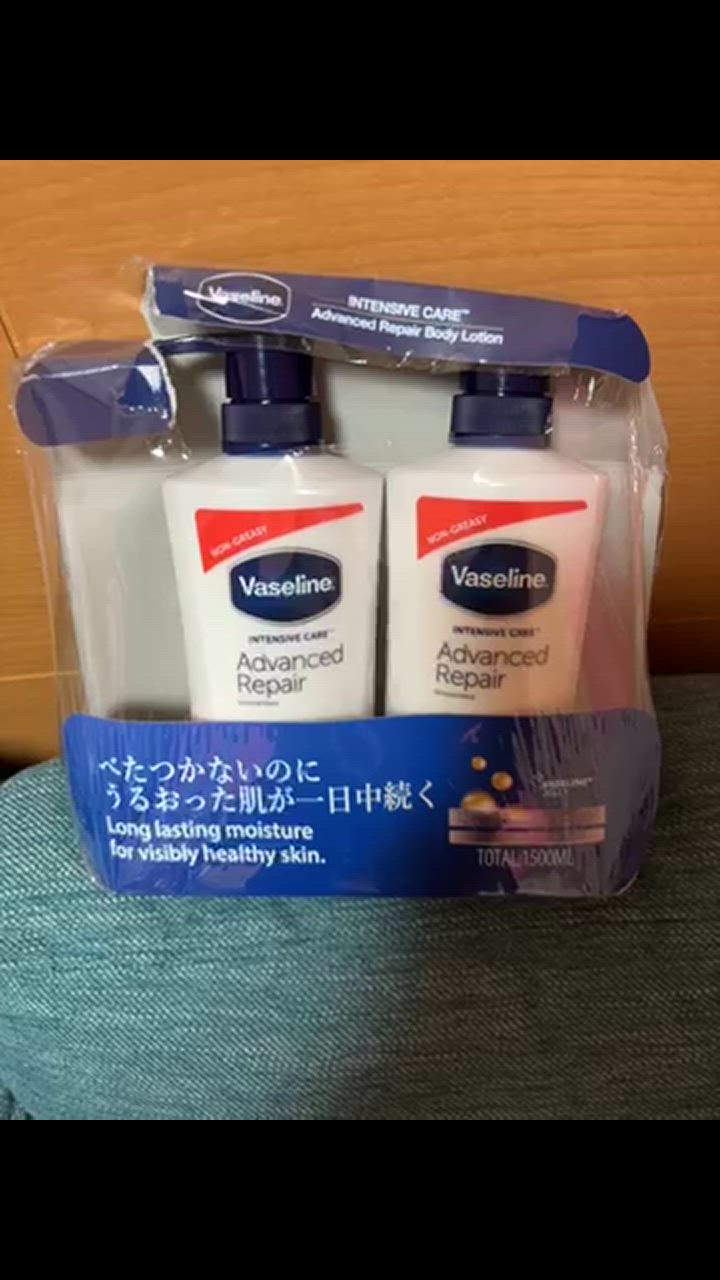 Vaseline
INTENSIVE CARE™
Advanced Repair Body Lotion
NON-GREASY
Vaseline
INTENSIVE CARE™
Advanced
Repair
NON-GREASY
Vaseline
INTENSIVE CARE™
Advanced
Repair
べたつかないのに
うるおった肌が一日中続く
Long lasting moisture
for visibly healthy skin.
VASELINE™
JELLY
TOTAL 1500ML